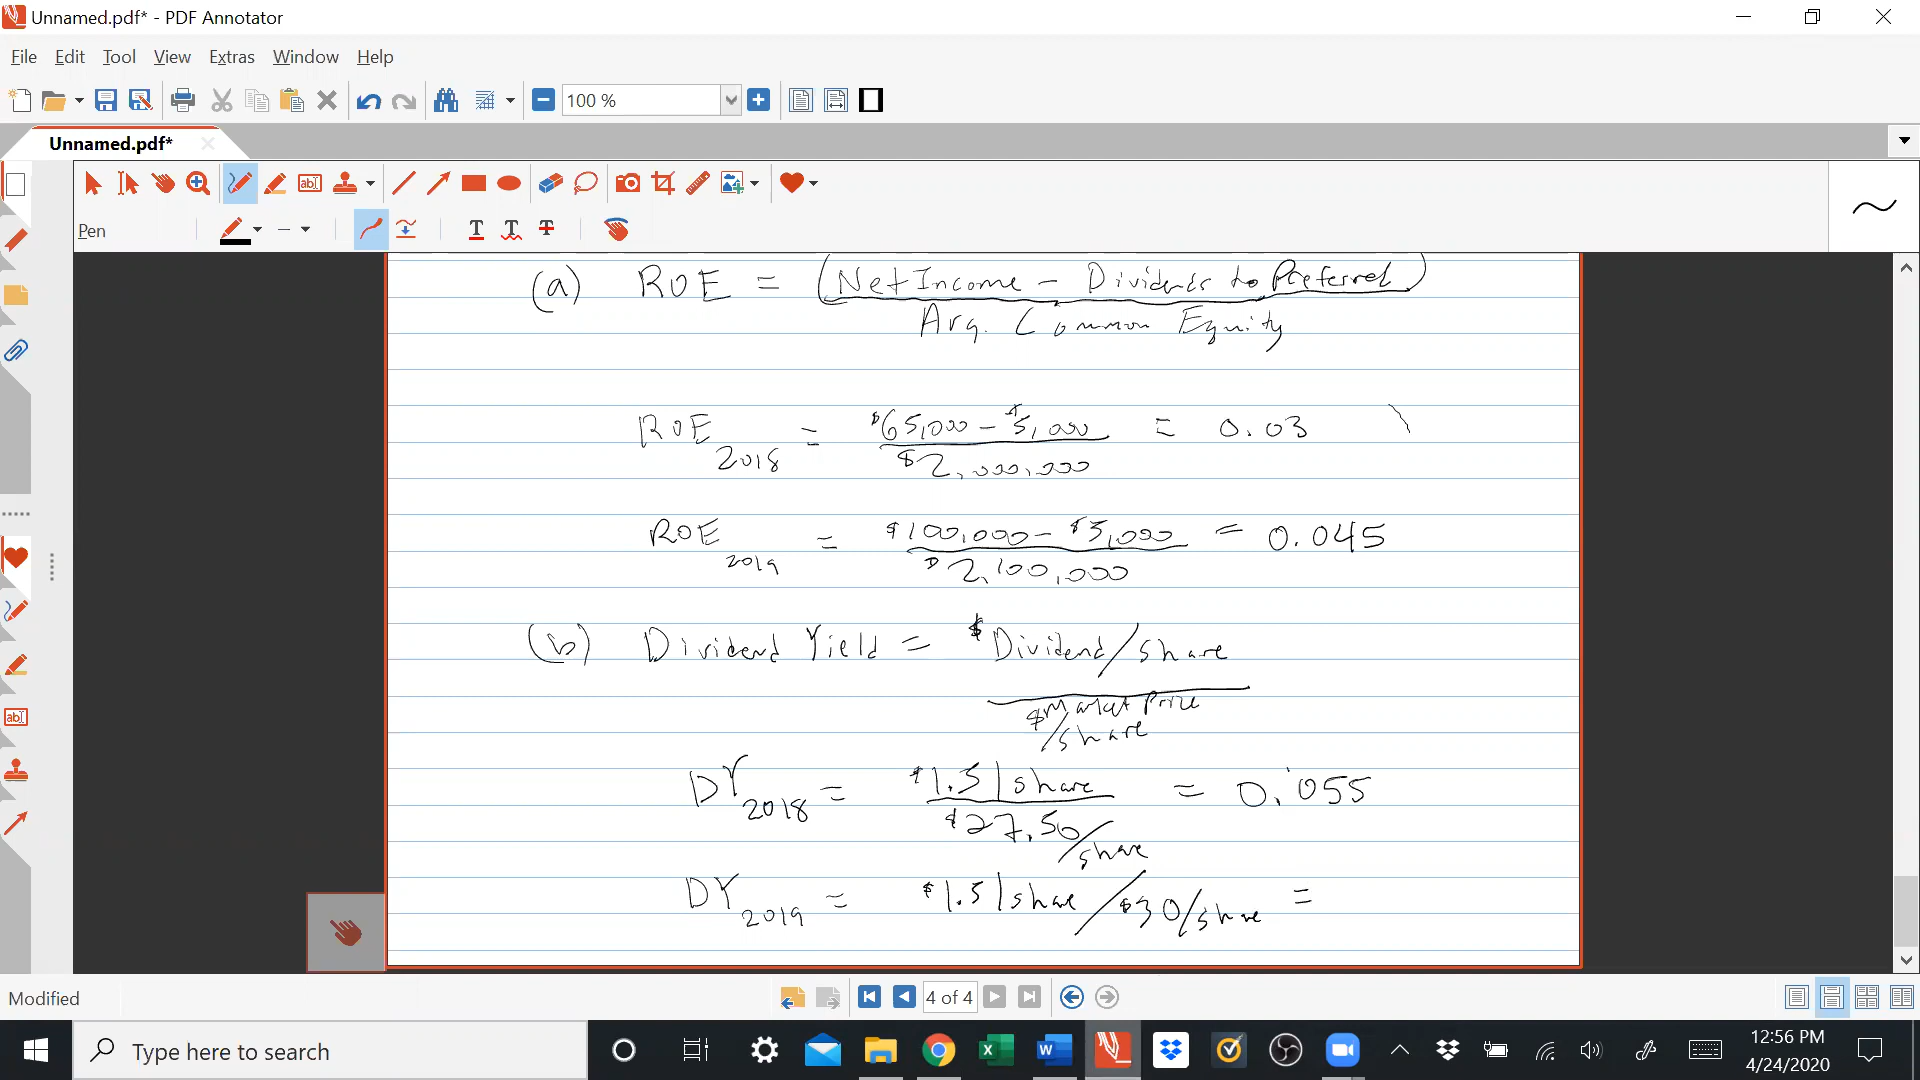 Unnamed.pdf* - PDF Annotator
File Edit Tool View Extras Window Help
100 %
Unnamed.pdf*
Pen
(a) ROE = (Net Income - Dividends to Preferred)
Avg. Common Equity
ROE 2018 = $65,000 - $5,000 = 0.03
$2,000,000
ROE 2019 = $100,000 - $5,000 = 0.045
$2,100,000
(b) Dividend Yield = $Dividend/share
$Market Price
/share
DY 2018 = $1.5 | share = 0.055
$27.50/share
DY 2019 = $1.5 | share / $30/share =
Modified
4 of 4
Type here to search
12:56 PM
4/24/2020